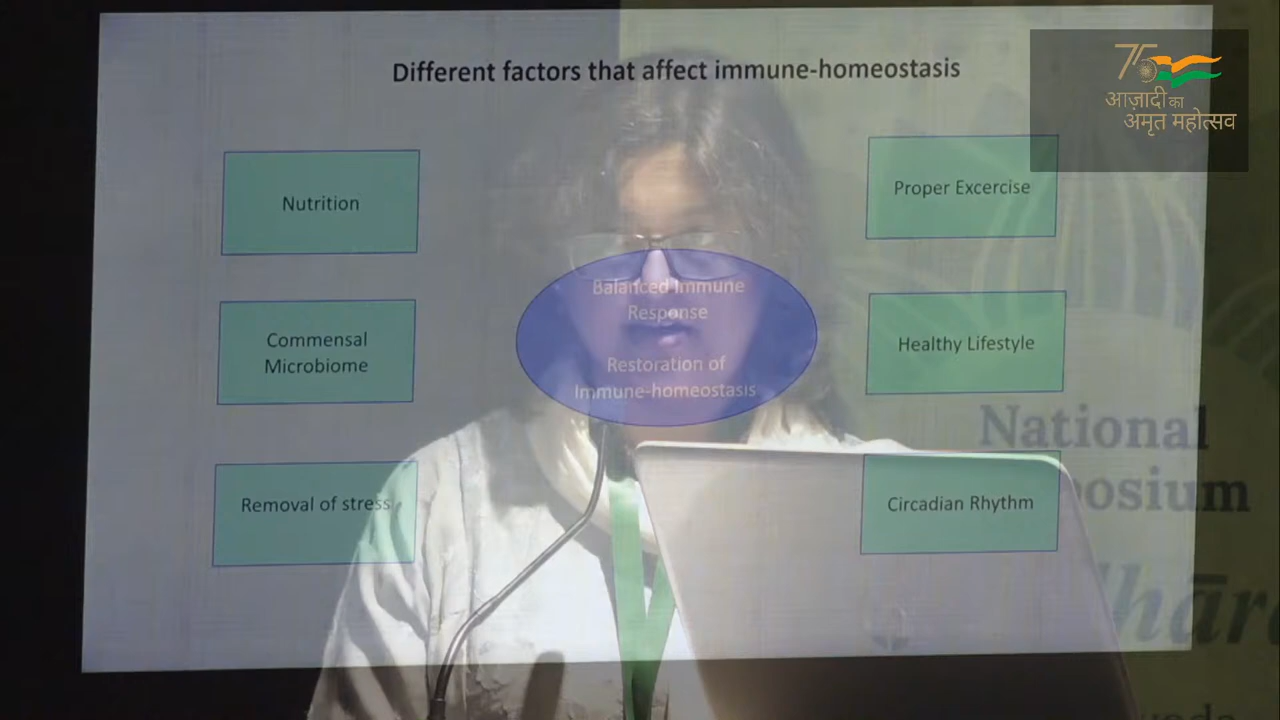 Different factors that affect immune-homeostasis
75
आज़ादी का
अमृत महोत्सव
Nutrition
Proper Excercise
Balanced Immune
Response
Restoration of
Immune-homeostasis
Commensal
Microbiome
Healthy Lifestyle
National
Removal of stress
Circadian Rhythm